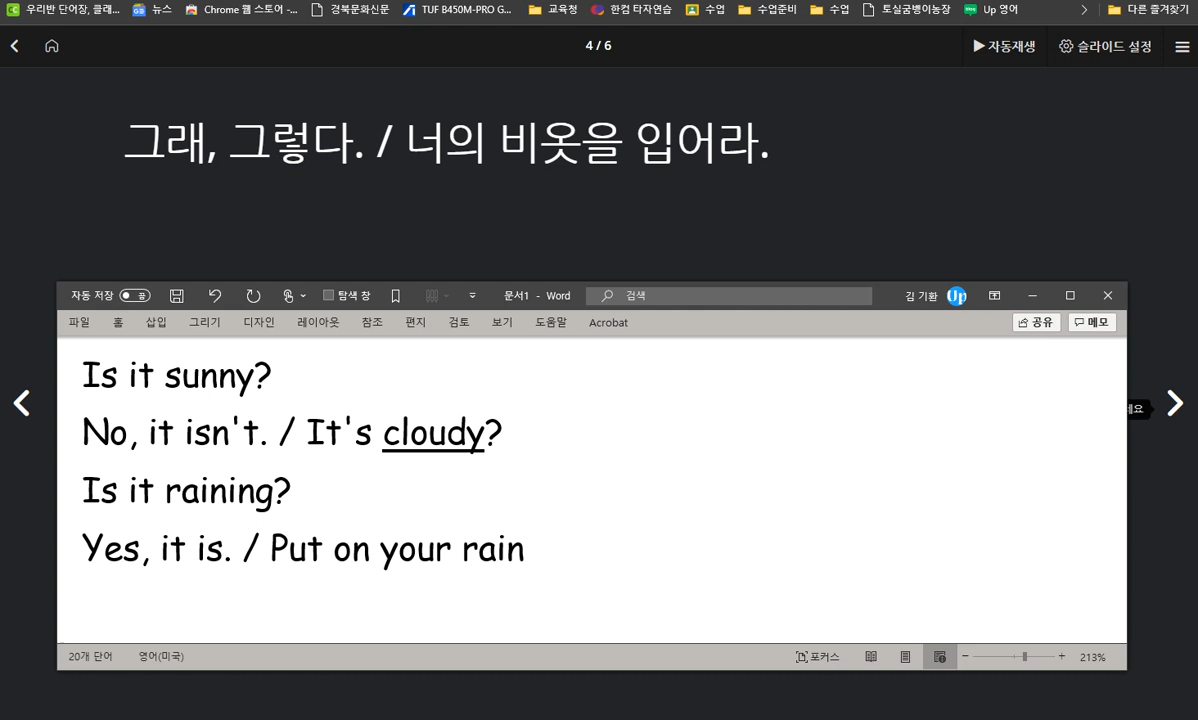 우리반 단어장, 클래... 뉴스 Chrome 웹 스토어 -... 경북문화신문 TUF B450M-PRO G... 교육청 한컴 타자연습 수업 수업준비 수업 토실굼벵이농장 Up 영어 다른 즐겨찾기
4 / 6 자동재생 슬라이드 설정
그래, 그렇다. / 너의 비옷을 입어라.
자동 저장 끔 탐색 창 문서1 - Word 검색 김 기환 Up
파일 홈 삽입 그리기 디자인 레이아웃 참조 편지 검토 보기 도움말 Acrobat 공유 메모
Is it sunny?
No, it isn't. / It's cloudy?
Is it raining?
Yes, it is. / Put on your rain
20개 단어 영어(미국) 포커스 213%